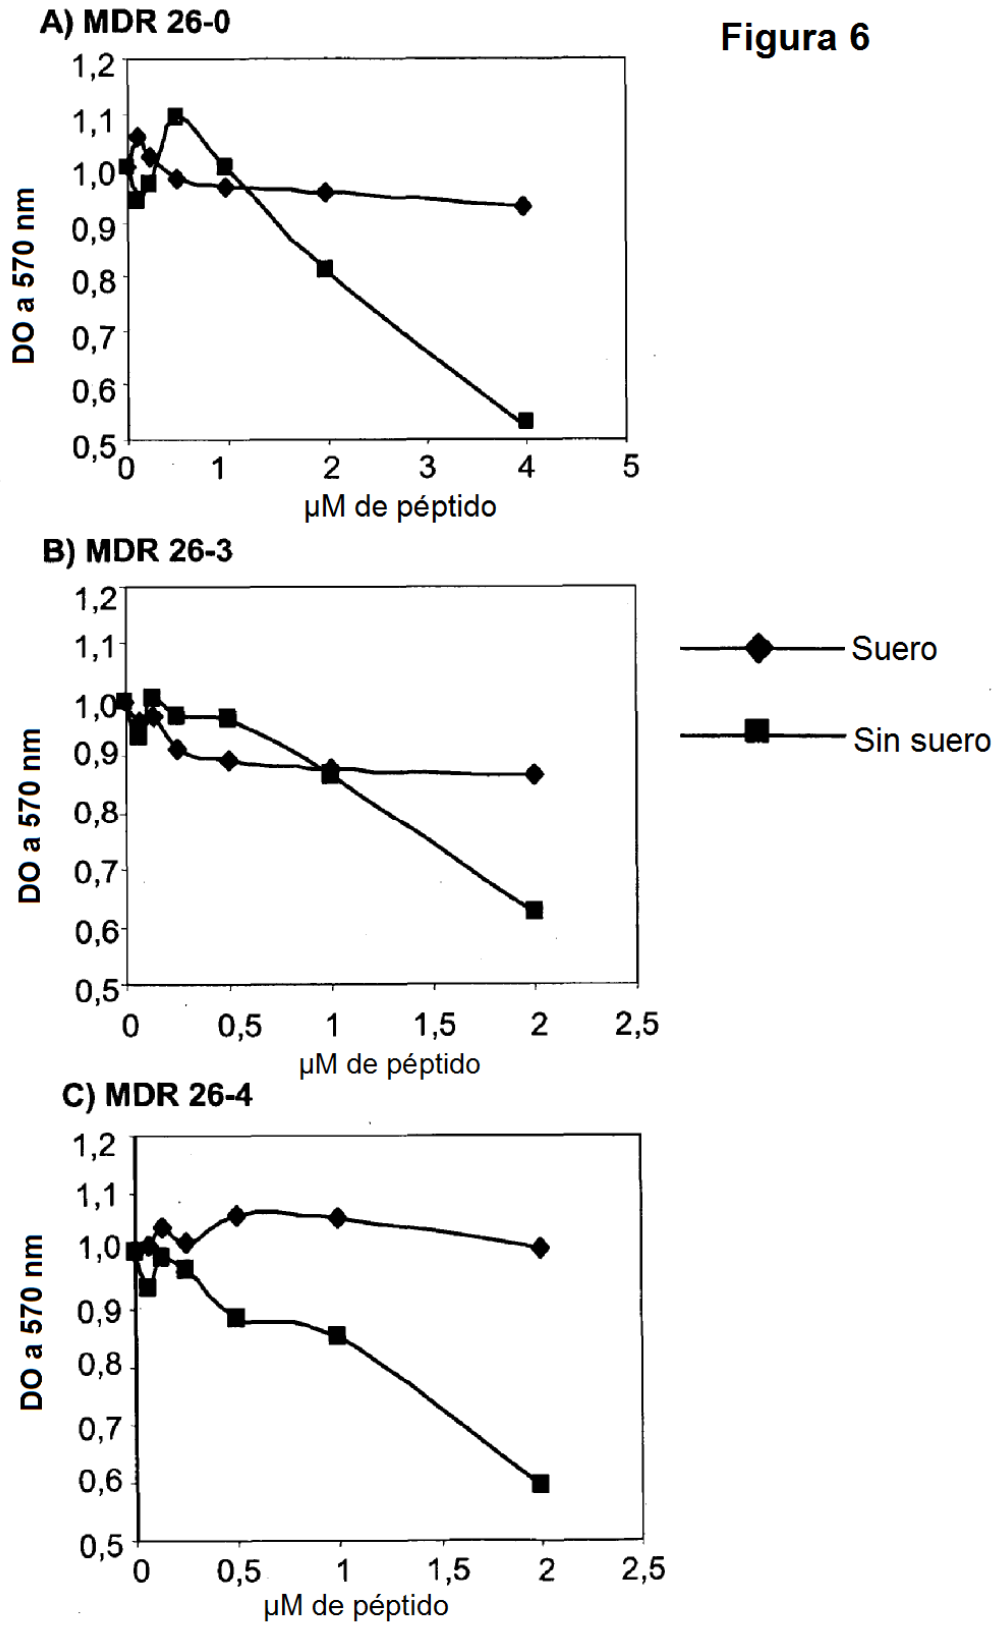 A) MDR 26-0
Figura 6
1,2
1,1
1,0
0,9
0,8
0,7
0,6
0,5
DO a 570 nm
0 1 2 3 4 5
µM de péptido
B) MDR 26-3
1,2
1,1
1,0
0,9
0,8
0,7
0,6
0,5
DO a 570 nm
0 0,5 1 1,5 2 2,5
µM de péptido
Suero
Sin suero
C) MDR 26-4
1,2
1,1
1,0
0,9
0,8
0,7
0,6
0,5
DO a 570 nm
0 0,5 1 1,5 2 2,5
µM de péptido